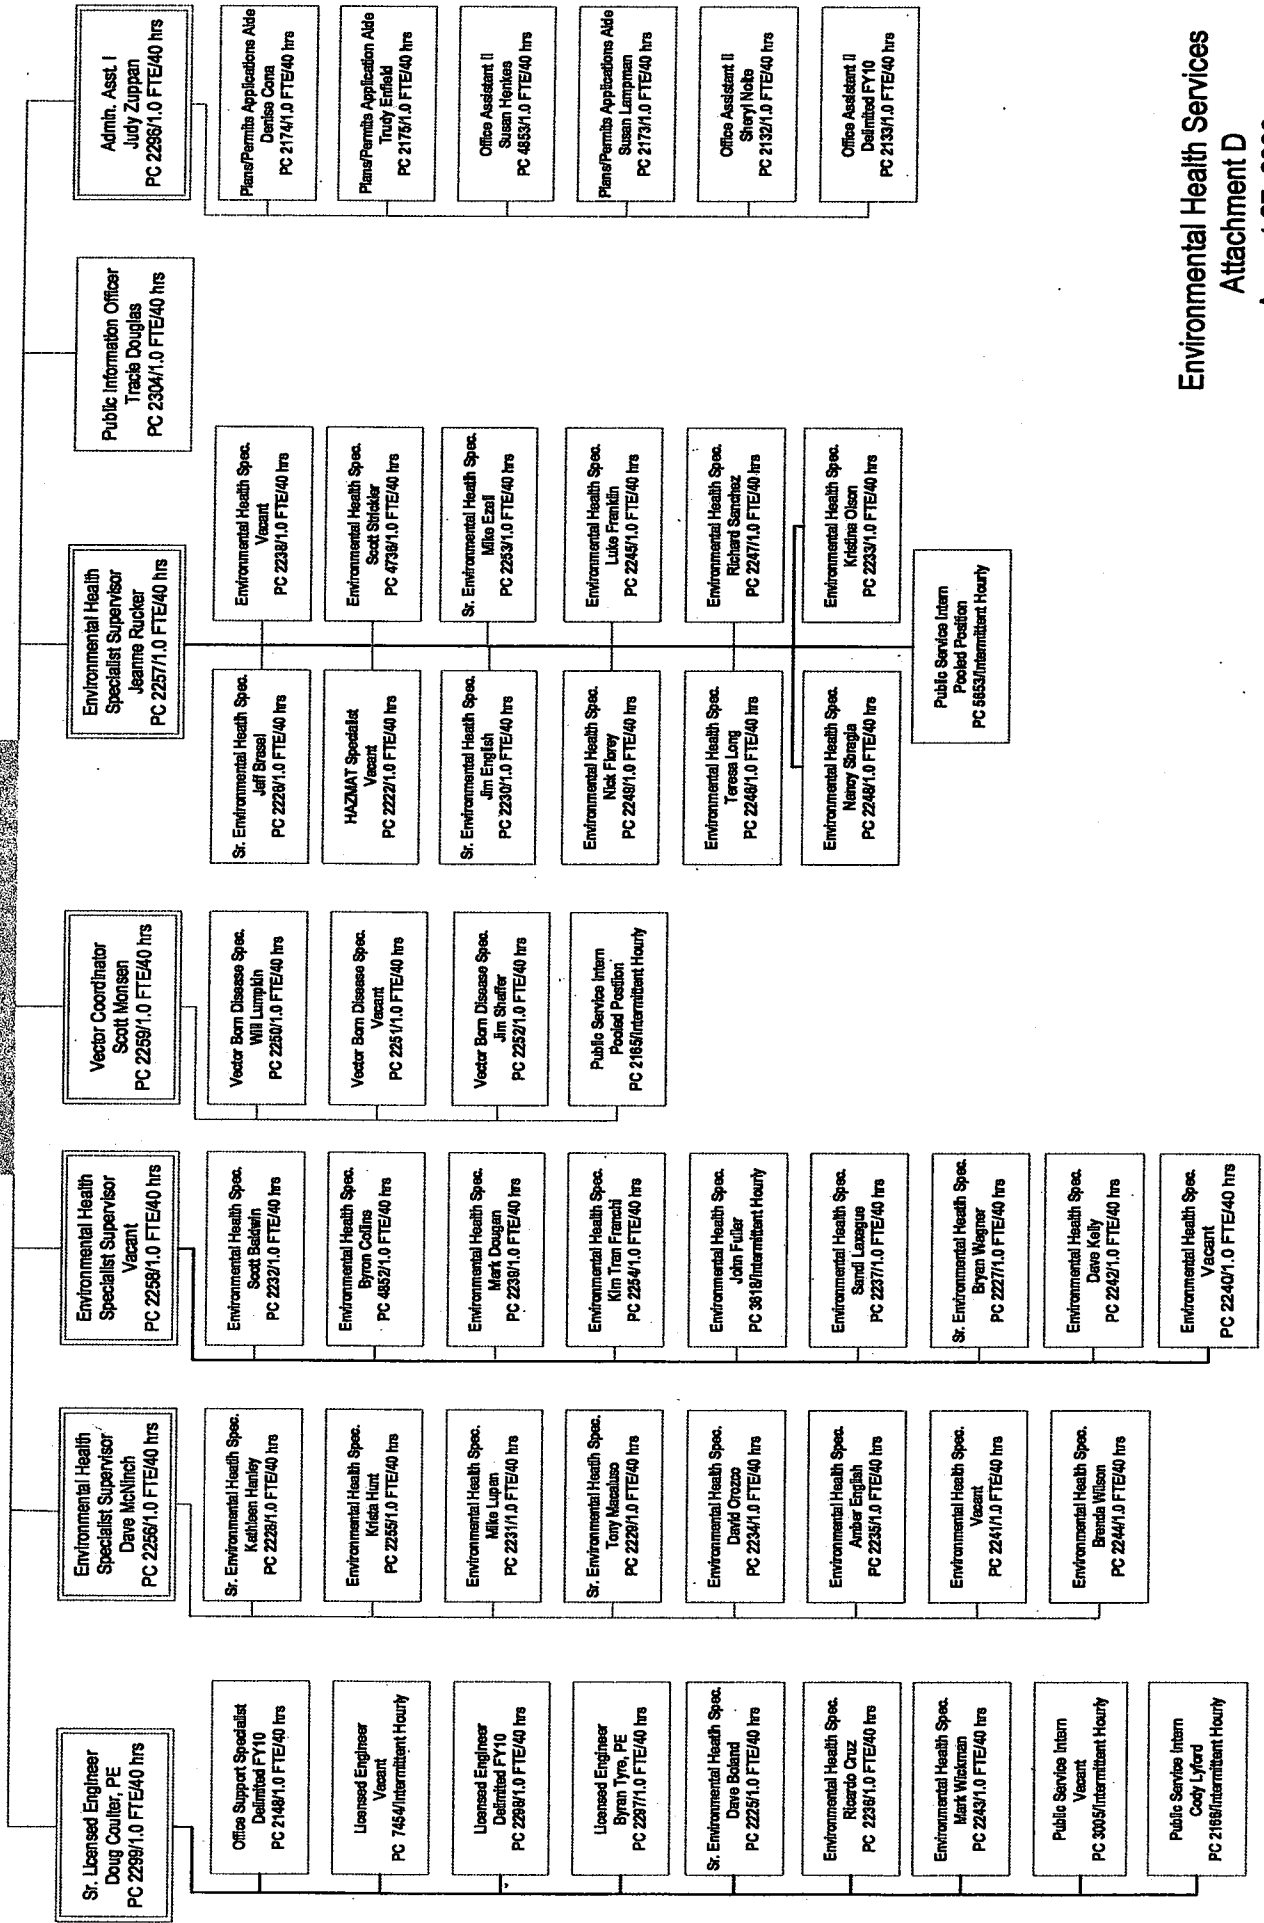 Sr. Licensed Engineer
Doug Coulter, PE
PC 2299/1.0 FTE/40 hrs
Office Support Specialist
Delimited FY10
PC 2148/1.0 FTE/40 hrs
Licensed Engineer
Vacant
PC 7454/Intermittent Hourly
Licensed Engineer
Delimited FY10
PC 2298/1.0 FTE/40 hrs
Licensed Engineer
Byran Tyre, PE
PC 2297/1.0 FTE/40 hrs
Sr. Environmental Heatlh Spec.
Dave Boland
PC 2225/1.0 FTE/40 hrs
Environmental Health Spec.
Ricardo Cruz
PC 2236/1.0 FTE/40 hrs
Environmental Health Spec
Mark Wickman
PC 2243/1.0 FTE/40 hrs
Public Service Intern
Vacant
PC 3005/Intermittent Hourly
Public Service Intern
Cody Lyford
PC 2166/Intermittent Hourly
Environmental Health
Specialist Supervisor
Dave McNinch
PC 2256/1.0 FTE/40 hrs
Sr. Environmental Heatlh Spec.
Kathleen Hanley
PC 2228/1.0 FTE/40 hrs
Environmental Health Spec.
Krista Hunt
PC 2255/1.0 FTE/40 hrs
Environmental Health Spec.
Mike Lupan
PC 2231/1.0 FTE/40 hrs
Sr. Environmental Heatlh Spec.
Tony Macaluso
PC 2229/1.0 FTE/40 hrs
Environmental Health Spec.
David Orozco
PC 2234/1.0 FTE/40 hrs
Environmental Health Spec.
Amber English
PC 2235/1.0 FTE/40 hrs
Environmental Health Spec.
Vacant
PC 2241/1.0 FTE/40 hrs
Environmental Health Spec.
Brenda Wilson
PC 2244/1.0 FTE/40 hrs
Environmental Health
Specialist Supervisor
Vacant
PC 2258/1.0 FTE/40 hrs
Environmental Health Spec.
Scott Baldwin
PC 2232/1.0 FTE/40 hrs
Environmental Health Spec.
Byron Collins
PC 4852/1.0 FTE/40 hrs
Environmental Health Spec.
Mark Dougan
PC 2239/1.0 FTE/40 hrs
Environmental Health Spec.
Kim Tran Franchi
PC 2254/1.0 FTE/40 hrs
Environmental Health Spec.
John Fuller
PC 3818/Intermittent Hourly
Environmental Health Spec.
Sandi Laxague
PC 2237/1.0 FTE/40 hrs
Sr. Environmental Heatlh Spec.
Bryan Wagner
PC 2227/1.0 FTE/40 hrs
Environmental Health Spec.
Dave Kelly
PC 2242/1.0 FTE/40 hrs
Environmental Health Spec.
Vacant
PC 2240/1.0 FTE/40 hrs
Vector Coordinator
Scott Monsen
PC 2259/1.0 FTE/40 hrs
Vector Born Disease Spec.
Will Lumpkin
PC 2250/1.0 FTE/40 hrs
Vector Born Disease Spec.
Vacant
PC 2251/1.0 FTE/40 hrs
Vector Born Disease Spec.
Jim Shaffer
PC 2252/1.0 FTE/40 hrs
Public Service Intern
Pooled Postition
PC 2165/Intermittent Hourly
Environmental Health
Specialist Supervisor
Jeanne Rucker
PC 2257/1.0 FTE/40 hrs
Sr. Environmental Heatlh Spec.
Jeff Brasel
PC 2226/1.0 FTE/40 hrs
Environmental Health Spec.
Vacant
PC 2238/1.0 FTE/40 hrs
HAZMAT Specialist
Vacant
PC 2222/1.0 FTE/40 hrs
Environmental Health Spec.
Scott Strickler
PC 4736/1.0 FTE/40 hrs
Sr. Environmental Heatlh Spec.
Jim English
PC 2230/1.0 FTE/40 hrs
Sr. Environmental Heatlh Spec.
Mike Ezell
PC 2253/1.0 FTE/40 hrs
Environmental Health Spec.
Nick Florey
PC 2249/1.0 FTE/40 hrs
Environmental Health Spec.
Luke Franklin
PC 2245/1.0 FTE/40 hrs
Environmental Health Spec.
Teresa Long
PC 2246/1.0 FTE/40 hrs
Environmental Health Spec.
Richard Sanchez
PC 2247/1.0 FTE/40 hrs
Environmental Health Spec.
Nancy Sbragia
PC 2248/1.0 FTE/40 hrs
Environmental Health Spec.
Kristina Olson
PC 2233/1.0 FTE/40 hrs
Public Service Intern
Pooled Position
PC 5653/Intermittent Hourly
Public Information Officer
Tracie Douglas
PC 2304/1.0 FTE/40 hrs
Admin. Asst. I
Judy Zuppan
PC 2296/1.0 FTE/40 hrs
Plans/Permits Applications Aide
Denise Cona
PC 2174/1.0 FTE/40 hrs
Plans/Permits Application Aide
Trudy Enfield
PC 2175/1.0 FTE/40 hrs
Office Assistant II
Susan Henkes
PC 4853/1.0 FTE/40 hrs
Plans/Permits Applications Aide
Susan Lampman
PC 2173/1.0 FTE/40 hrs
Office Assistant II
Sheryl Nolte
PC 2132/1.0 FTE/40 hrs
Office Assistant II
Delimited FY10
PC 2133/1.0 FTE/40 hrs
Environmental Health Services
Attachment D